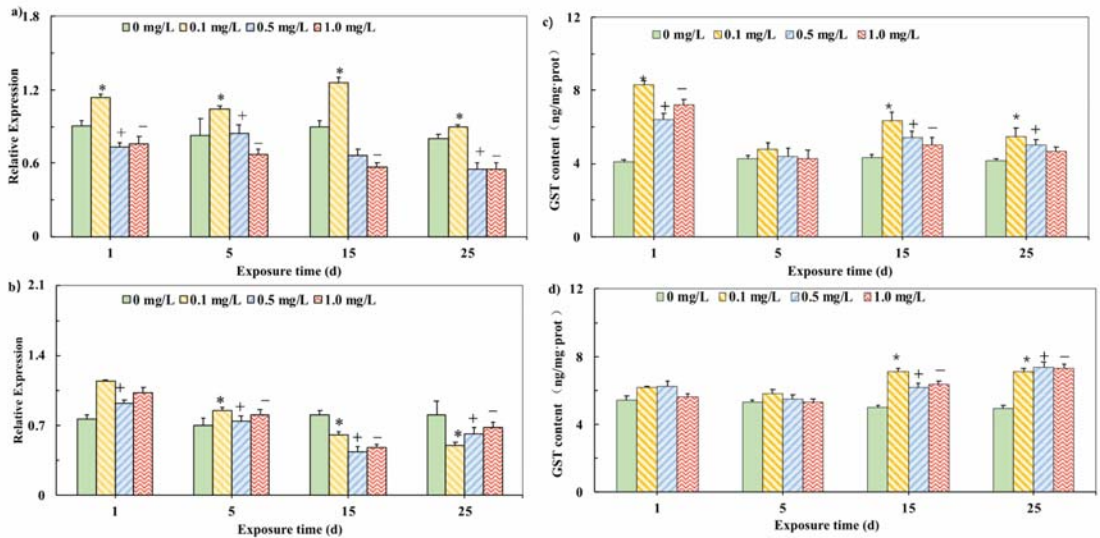 a)
1.8
1.2
0.6
0
Relative Expression
0 mg/L 0.1 mg/L 0.5 mg/L 1.0 mg/L
* + −
* + −
* −
* + −
1 5 15 25
Exposure time (d)
c)
12
8
4
0
GST content（ng/mg·prot）
0 mg/L 0.1 mg/L 0.5 mg/L 1.0 mg/L
* + −
* + −
* +
1 5 15 25
Exposure time (d)
b)
2.1
1.4
0.7
0
Relative Expression
0 mg/L 0.1 mg/L 0.5 mg/L 1.0 mg/L
+
* + −
* + −
* + −
1 5 15 25
Exposure time (d)
d)
12
8
4
0
GST content（ng/mg·prot）
0 mg/L 0.1 mg/L 0.5 mg/L 1.0 mg/L
* + −
* + −
1 5 15 25
Exposure time (d)